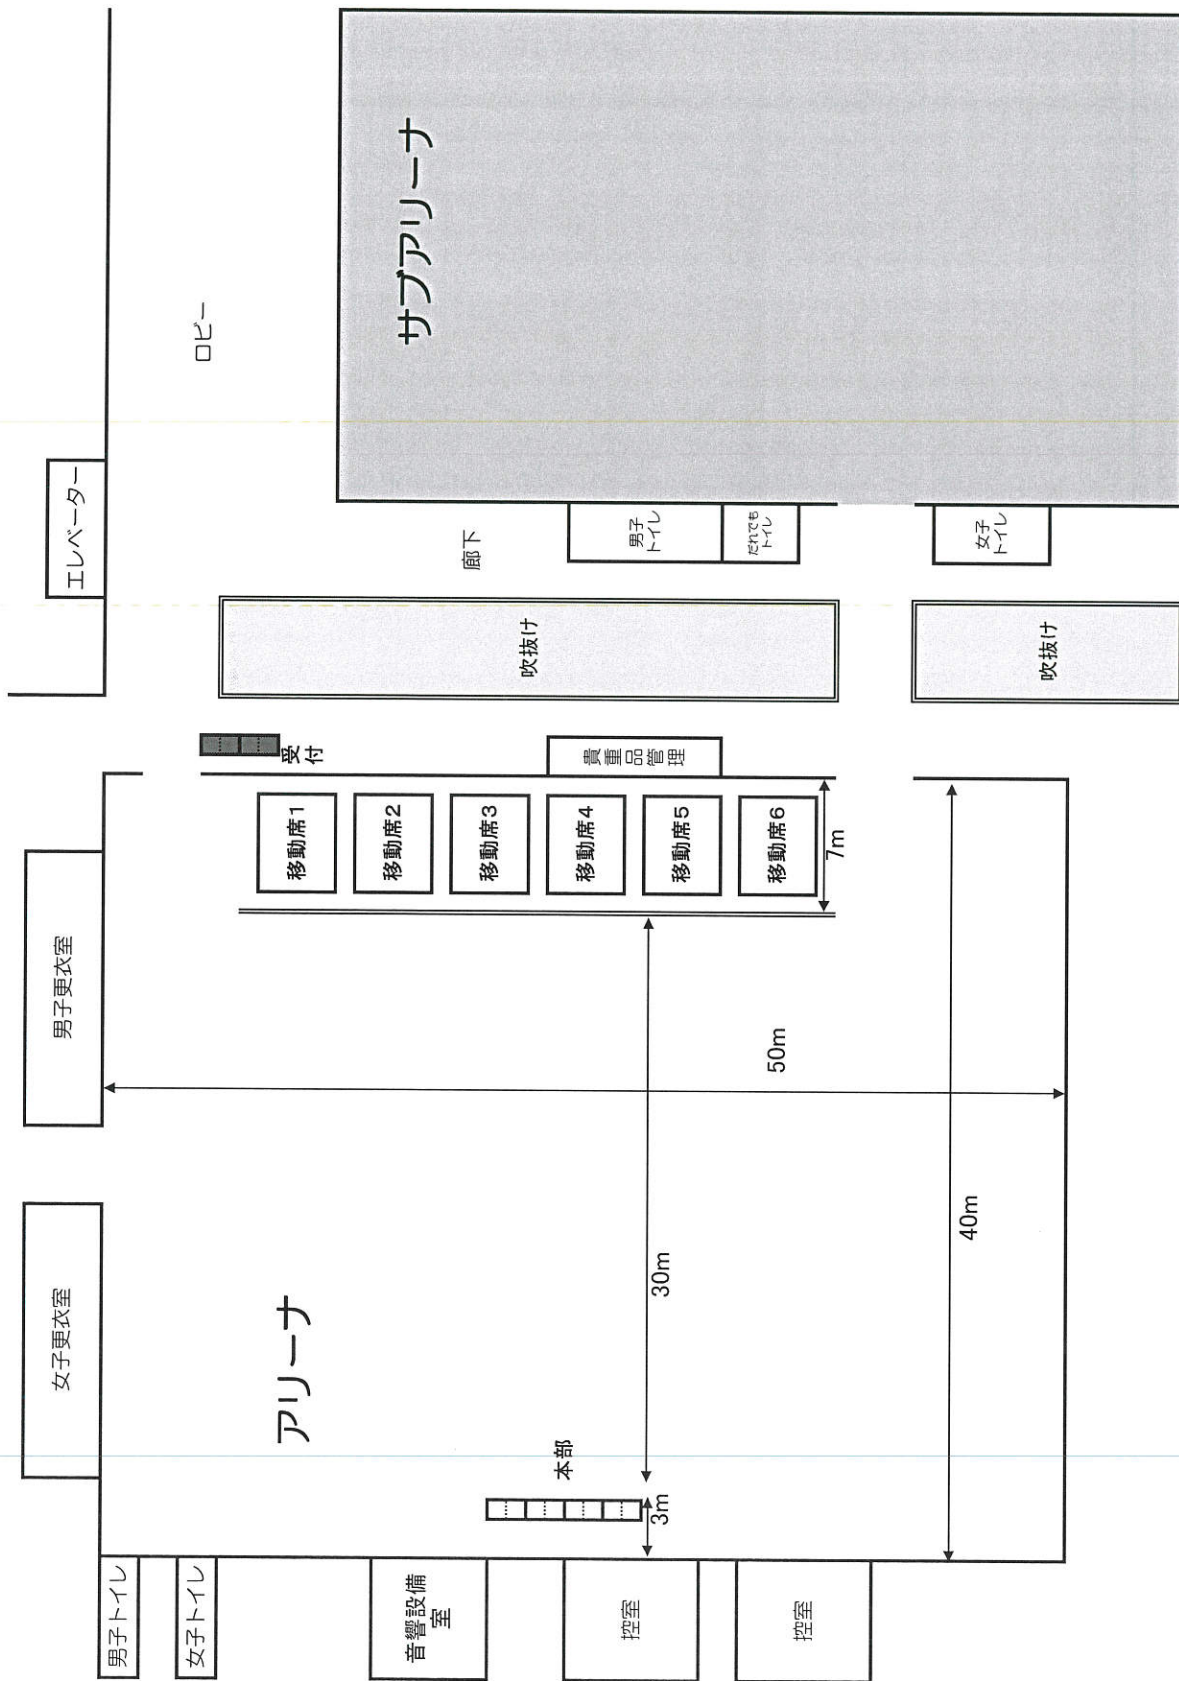 サブアリーナ
ロビー
エレベーター
廊下
男子
トイレ
だれでも
トイレ
女子
トイレ
吹抜け
吹抜け
受付
貴重品管理
移動席1
移動席2
移動席3
移動席4
移動席5
移動席6
7m
男子更衣室
50m
40m
30m
女子更衣室
アリーナ
本部
3m
男子トイレ
女子トイレ
音響設備
室
控室
控室